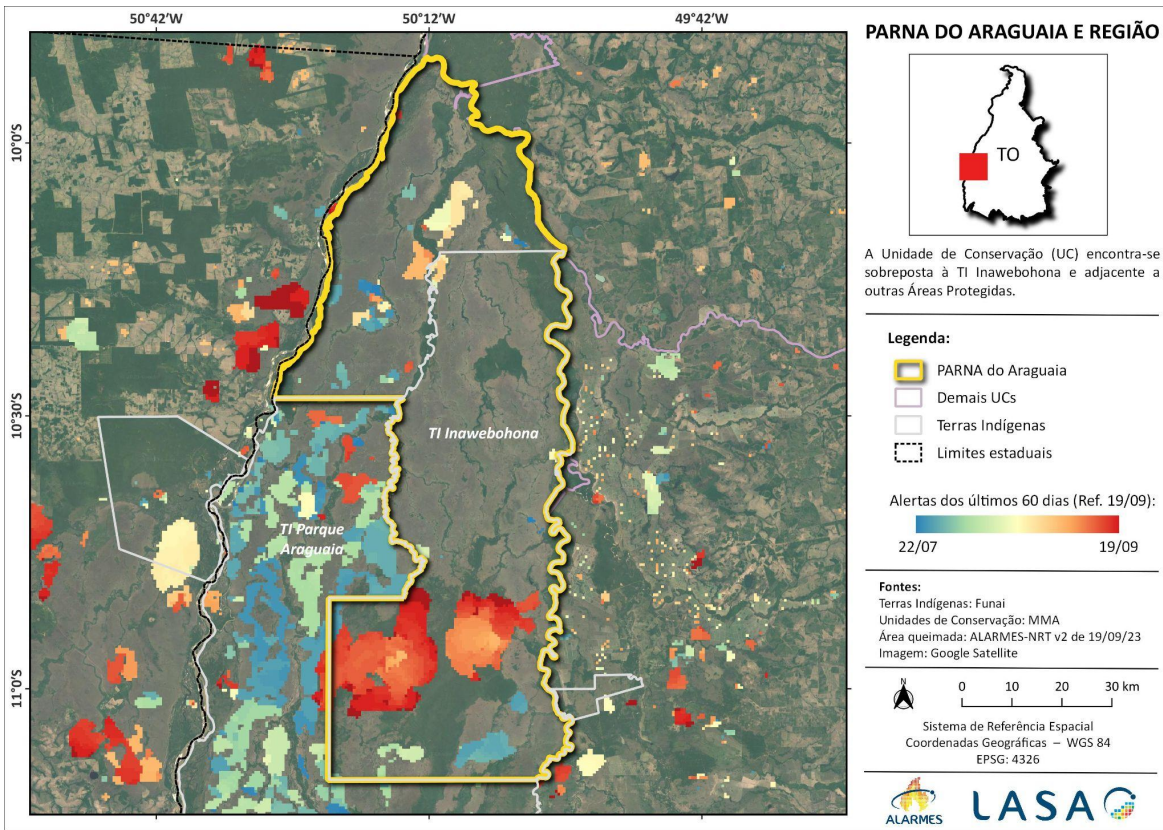 50°42'W
50°12'W
49°42'W
10°0'S
10°30'S
11°0'S
TI Inawebohona
TI Parque
Araguaia
PARNA DO ARAGUAIA E REGIÃO
TO
A Unidade de Conservação (UC) encontra-se
sobreposta à TI Inawebohona e adjacente a
outras Áreas Protegidas.
Legenda:
PARNA do Araguaia
Demais UCs
Terras Indígenas
Limites estaduais
Alertas dos últimos 60 dias (Ref. 19/09):
22/07
19/09
Fontes:
Terras Indígenas: Funai
Unidades de Conservação: MMA
Área queimada: ALARMES-NRT v2 de 19/09/23
Imagem: Google Satellite
N
0 10 20 30 km
Sistema de Referência Espacial
Coordenadas Geográficas – WGS 84
EPSG: 4326
ALARMES
LASA